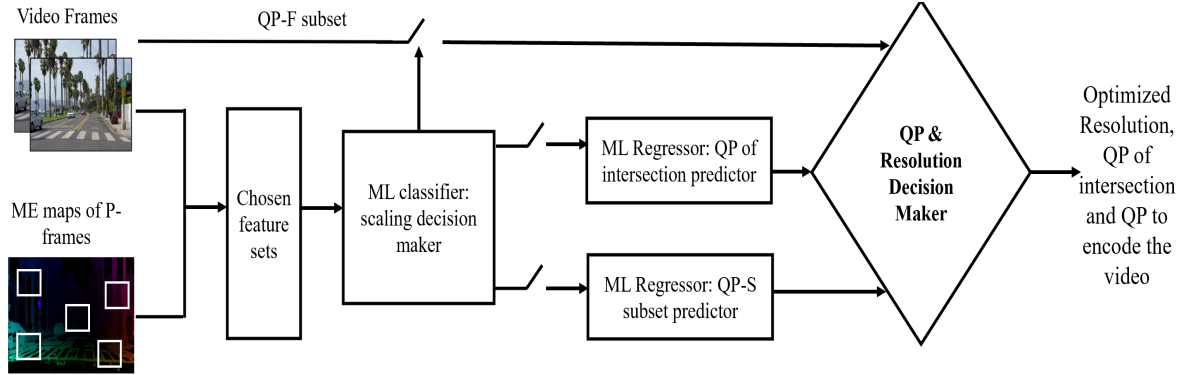 Video Frames
QP-F subset
ME maps of P-
frames
Chosen
feature
sets
ML classifier:
scaling decision
maker
ML Regressor: QP of
intersection predictor
ML Regressor: QP-S
subset predictor
QP &
Resolution
Decision
Maker
Optimized
Resolution,
QP of
intersection
and QP to
encode the
video